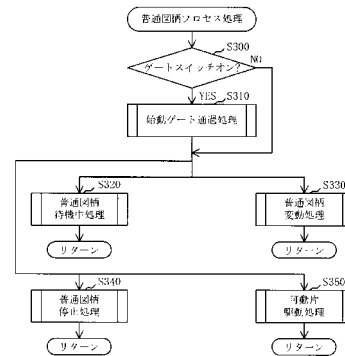 普通図柄プロセス処理
S300
ゲートスイッチオン?
NO
YES
S310
始動ゲート通過処理
S320
普通図柄
待機中処理
リターン
S330
普通図柄
変動処理
リターン
S340
普通図柄
停止処理
リターン
S350
可動片
駆動処理
リターン